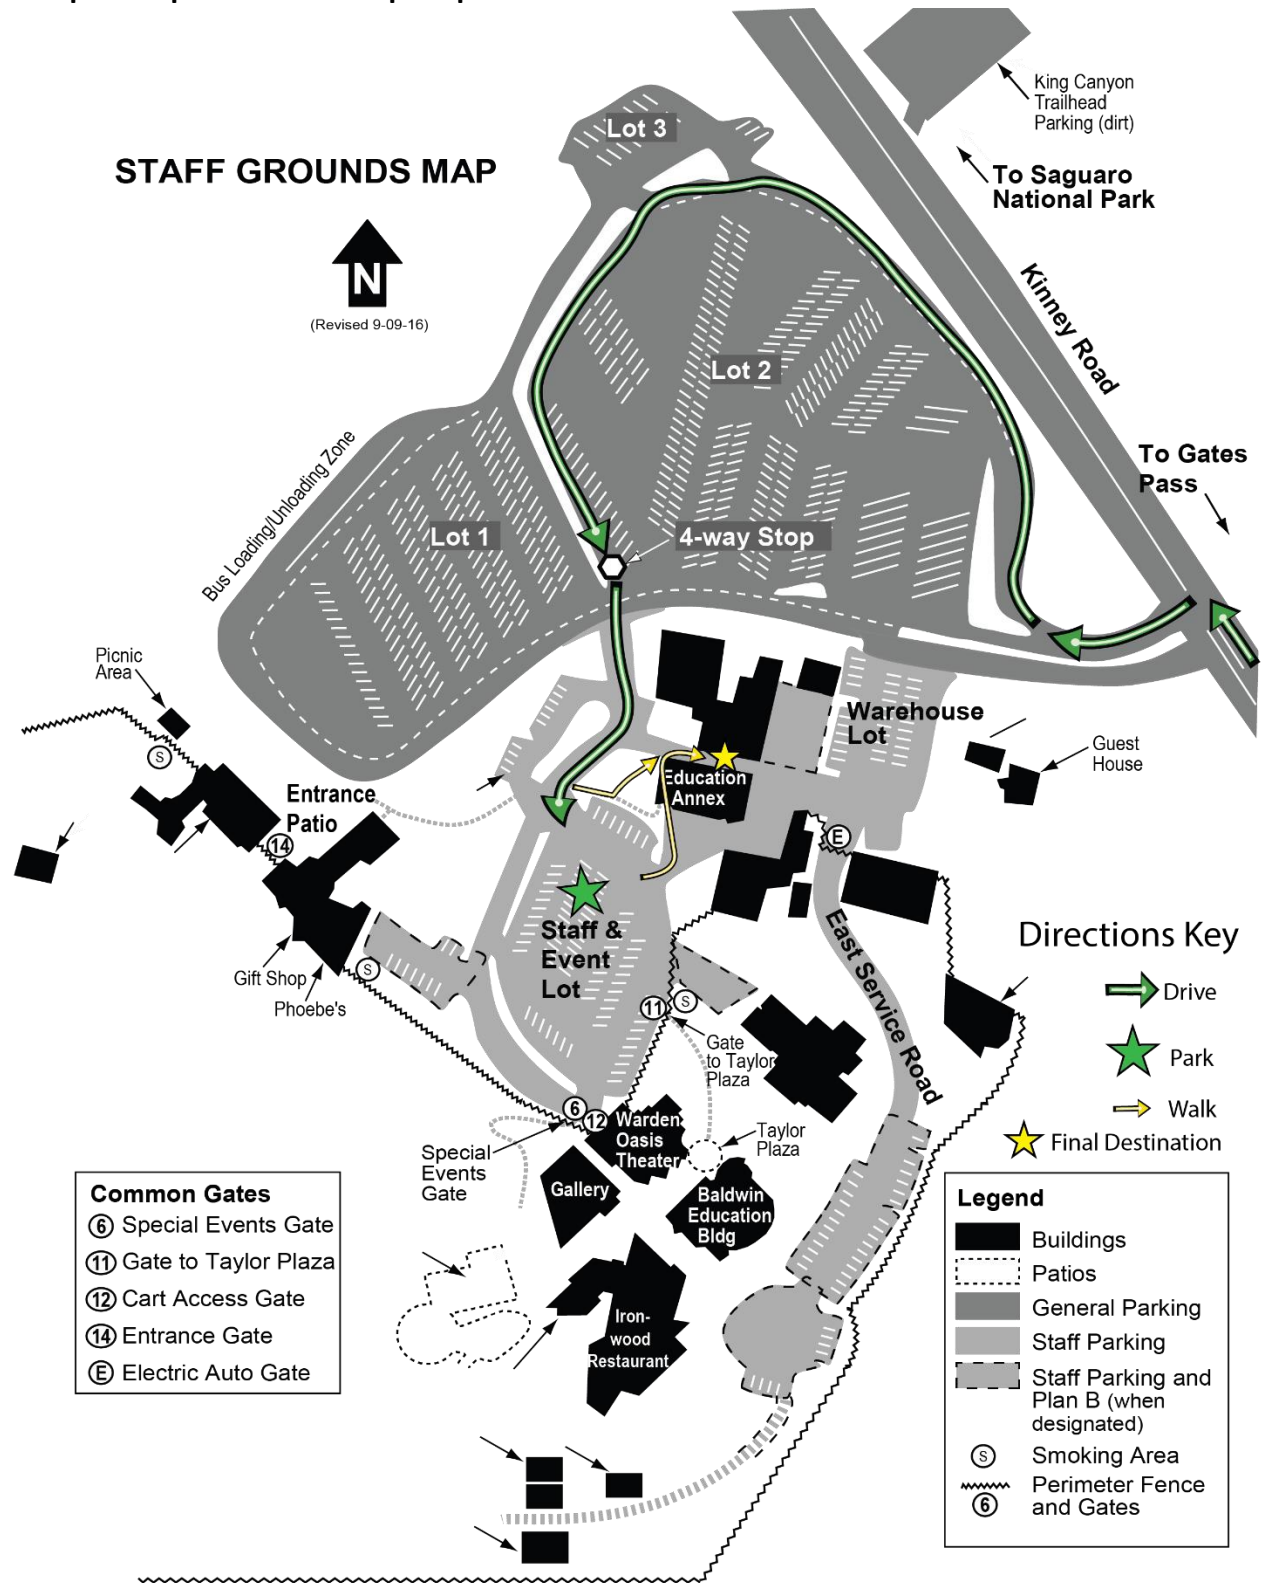 Lot 3
King Canyon
Trailhead
Parking (dirt)
STAFF GROUNDS MAP
To Saguaro
National Park
N
(Revised 9-09-16)
Kinney Road
Lot 2
To Gates
Pass
Bus Loading/Unloading Zone
Lot 1
4-way Stop
Picnic
Area
S
Warehouse
Lot
Guest
House
Education
Annex
Entrance
Patio
14
E
Staff &
Event
Lot
East Service Road
Directions Key
Drive
Park
Walk
Final Destination
Gift Shop
Phoebe's
S
11
S
Gate
to Taylor
Plaza
6
12
Warden
Oasis
Theater
Taylor
Plaza
Special
Events
Gate
Gallery
Baldwin
Education
Bldg
Iron-
wood
Restaurant
Common Gates
6 Special Events Gate
11 Gate to Taylor Plaza
12 Cart Access Gate
14 Entrance Gate
E Electric Auto Gate
Legend
Buildings
Patios
General Parking
Staff Parking
Staff Parking and
Plan B (when
designated)
S Smoking Area
Perimeter Fence
6 and Gates